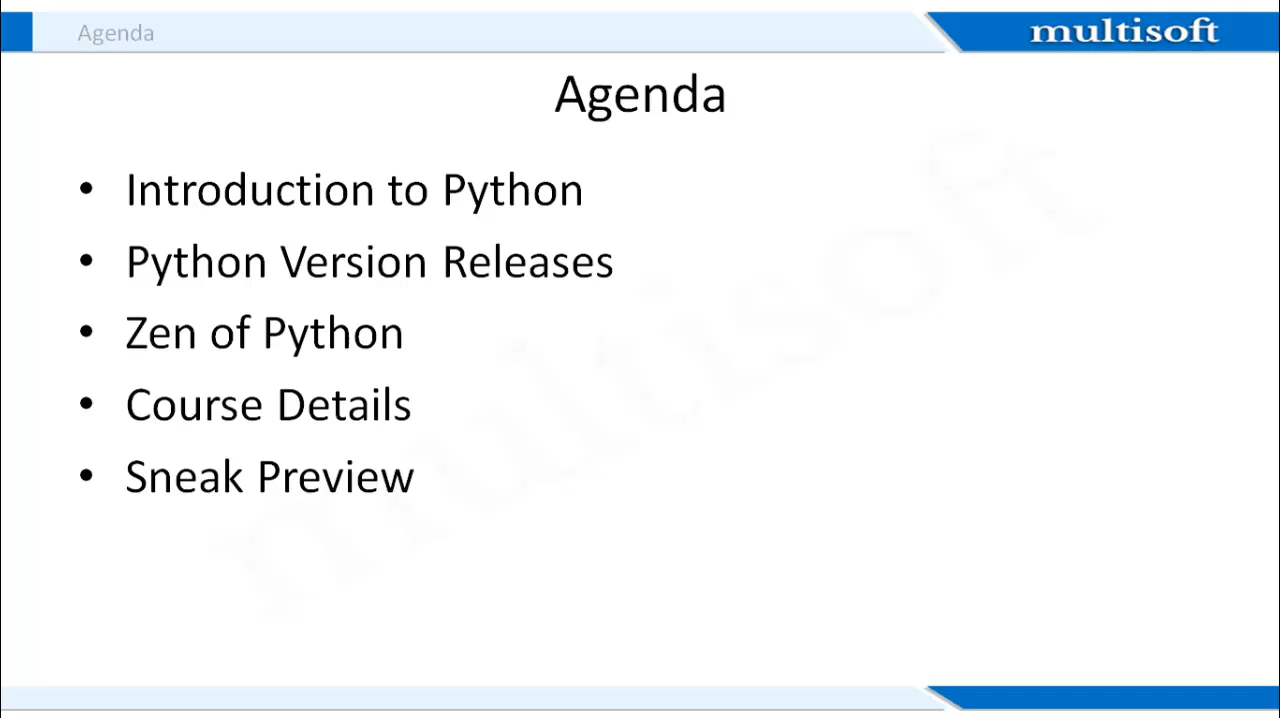 Agenda
multisoft
Agenda
• Introduction to Python
• Python Version Releases
• Zen of Python
• Course Details
• Sneak Preview
multisoft